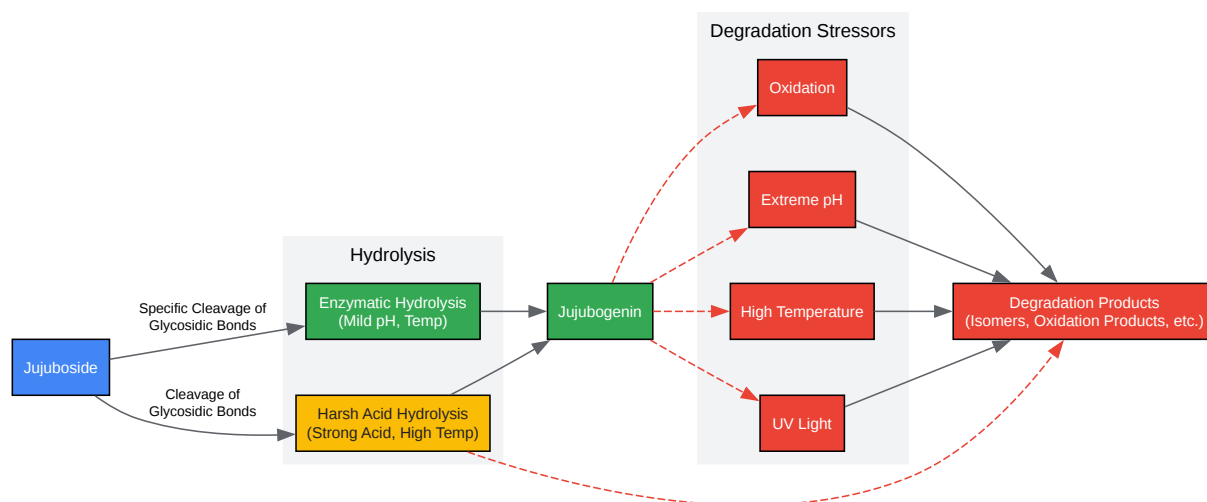 Degradation Stressors
Oxidation
Extreme pH
Hydrolysis
Specific Cleavage of
Glycosidic Bonds
Enzymatic Hydrolysis
(Mild pH, Temp)
Jujubogenin
High Temperature
Degradation Products
(Isomers, Oxidation Products, etc.)
Jujuboside
Cleavage of
Glycosidic Bonds
Harsh Acid Hydrolysis
(Strong Acid, High Temp)
UV Light